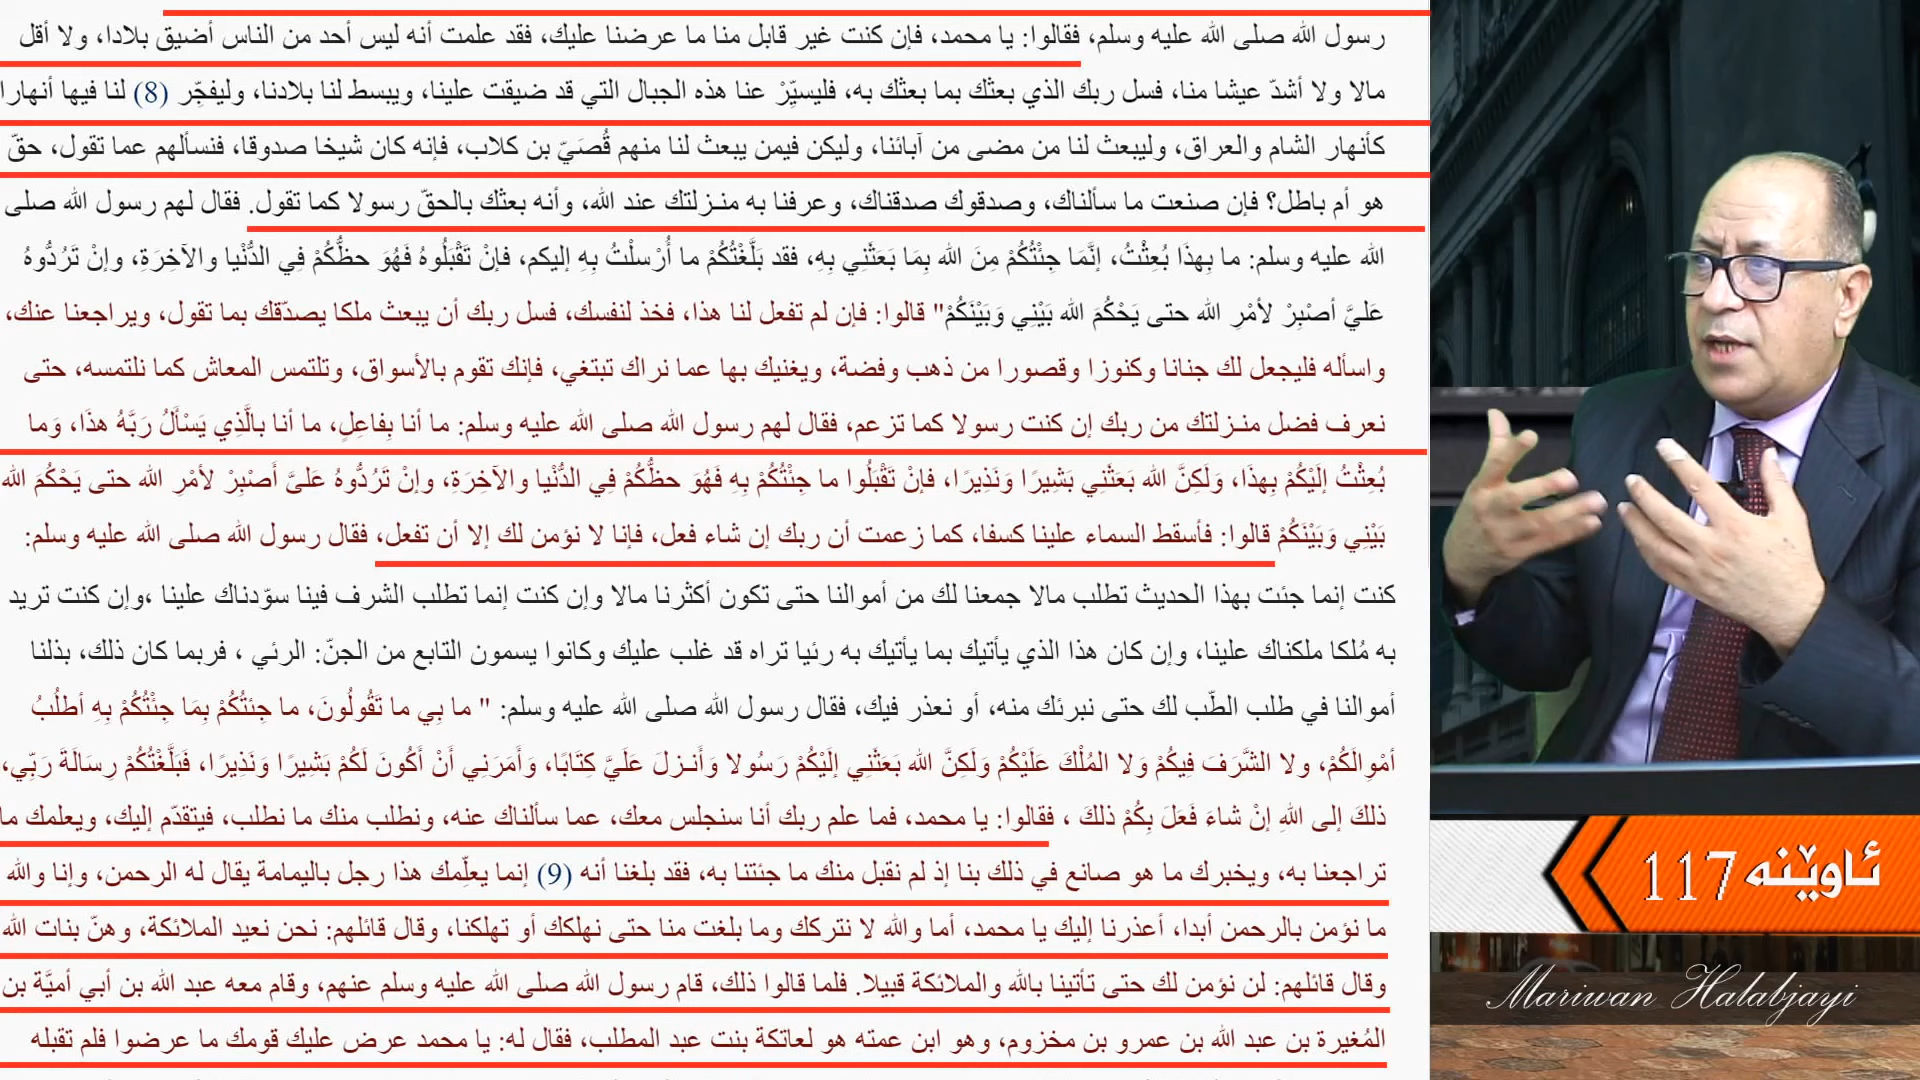 رسول الله صلى الله عليه وسلم، فقالوا: يا محمد، فإن كنت غير قابل منا ما عرضنا عليك، فقد علمت أنه ليس أحد من الناس أضيق بلادا، ولا أقل
مالا ولا أشدّ عيشا منا، فسل ربك الذي بعثك بما بعثك به، فليسيِّرْ عنا هذه الجبال التي قد ضيقت علينا، ويبسط لنا بلادنا، وليفجِّر (8) لنا فيها أنهارا
كأنهار الشام والعراق، وليبعث لنا من مضى من آبائنا، وليكن فيمن يبعث لنا منهم قُصَيّ بن كلاب، فإنه كان شيخا صدوقا، فنسألهم عما تقول، حقّ
هو أم باطل؟ فإن صنعت ما سألناك، وصدقوك صدقناك، وعرفنا به منـزلتك عند الله، وأنه بعثك بالحقّ رسولا كما تقول. فقال لهم رسول الله صلى
الله عليه وسلم: ما بِهذَا بُعِثْتُ، إنَّمَا جِئْتُكُمْ مِنَ الله بِمَا بَعَثَنِي بِهِ، فقد بَلَّغْتُكُمْ ما أُرْسلْتُ بِهِ إليكم، فإنْ تَقْبَلُوهُ فَهُوَ حظُّكُمْ فِي الدُّنْيا والآخِرَةِ، وإنْ تَرُدُّوهُ
عَليَّ أصْبِرْ لأمْرِ الله حتى يَحْكُمَ الله بَيْنِي وَبَيْنَكُمْ" قالوا: فإن لم تفعل لنا هذا، فخذ لنفسك، فسل ربك أن يبعث ملكا يصدّقك بما تقول، ويراجعنا عنك،
واسأله فليجعل لك جنانا وكنوزا وقصورا من ذهب وفضة، ويغنيك بها عما نراك تبتغي، فإنك تقوم بالأسواق، وتلتمس المعاش كما نلتمسه، حتى
نعرف فضل منـزلتك من ربك إن كنت رسولا كما تزعم، فقال لهم رسول الله صلى الله عليه وسلم: ما أنا بِفاعِلٍ، ما أنا بالَّذِي يَسْأَلُ رَبَّهُ هذَا، وَما
بُعِثْتُ إلَيْكُمْ بِهذَا، وَلَكِنَّ الله بَعَثَنِي بَشِيرًا وَنَذِيرًا، فإنْ تَقْبَلُوا ما جِئْتُكُمْ بِهِ فَهُوَ حظُّكُمْ فِي الدُّنْيا والآخِرَةِ، وإنْ تَرُدُّوهُ عَلىَّ أَصْبِرْ لأمْرِ الله حتى يَحْكُمَ الله
بَيْنِي وَبَيْنَكُمْ قالوا: فأسقط السماء علينا كسفا، كما زعمت أن ربك إن شاء فعل، فإنا لا نؤمن لك إلا أن تفعل، فقال رسول الله صلى الله عليه وسلم:
كنت إنما جئت بهذا الحديث تطلب مالا جمعنا لك من أموالنا حتى تكون أكثرنا مالا وإن كنت إنما تطلب الشرف فينا سوّدناك علينا ،وإن كنت تريد
به مُلكا ملكناك علينا، وإن كان هذا الذي يأتيك بما يأتيك به رئيا تراه قد غلب عليك وكانوا يسمون التابع من الجنّ: الرئي ، فربما كان ذلك، بذلنا
أموالنا في طلب الطّب لك حتى نبرئك منه، أو نعذر فيك، فقال رسول الله صلى الله عليه وسلم: " ما بِي ما تَقُولُونَ، ما جِئتُكُمْ بِمَا جِئْتُكُمْ بِهِ أطلُبُ
أمْوالَكُمْ، ولا الشَّرَفَ فِيكُمْ وَلا المُلْكَ عَلَيْكُمْ وَلَكِنَّ الله بَعَثَنِي إلَيْكُمْ رَسُولا وَأَنـزلَ عَلَيَّ كِتَابًا، وَأَمَرَنِي أَنْ أَكُونَ لَكُمْ بَشِيرًا وَنَذِيرًا، فَبَلَّغْتُكُمْ رِسَالَةَ رَبِّي،
ذلكَ إلى اللهِ إنْ شاءَ فَعَلَ بِكُمْ ذلكَ ، فقالوا: يا محمد، فما علم ربك أنا سنجلس معك، عما سألناك عنه، ونطلب منك ما نطلب، فيتقدّم إليك، ويعلمك ما
تراجعنا به، ويخبرك ما هو صانع في ذلك بنا إذ لم نقبل منك ما جئتنا به، فقد بلغنا أنه (9) إنما يعلِّمك هذا رجل باليمامة يقال له الرحمن، وإنا والله
ما نؤمن بالرحمن أبدا، أعذرنا إليك يا محمد، أما والله لا نتركك وما بلغت منا حتى نهلكك أو تهلكنا، وقال قائلهم: نحن نعبد الملائكة، وهنّ بنات الله
وقال قائلهم: لن نؤمن لك حتى تأتينا بالله والملائكة قبيلا. فلما قالوا ذلك، قام رسول الله صلى الله عليه وسلم عنهم، وقام معه عبد الله بن أبي أميَّة بن
المُغيرة بن عبد الله بن عمرو بن مخزوم، وهو ابن عمته هو لعاتكة بنت عبد المطلب، فقال له: يا محمد عرض عليك قومك ما عرضوا فلم تقبله
ئاوێنە 117
Mariwan Halabjayi